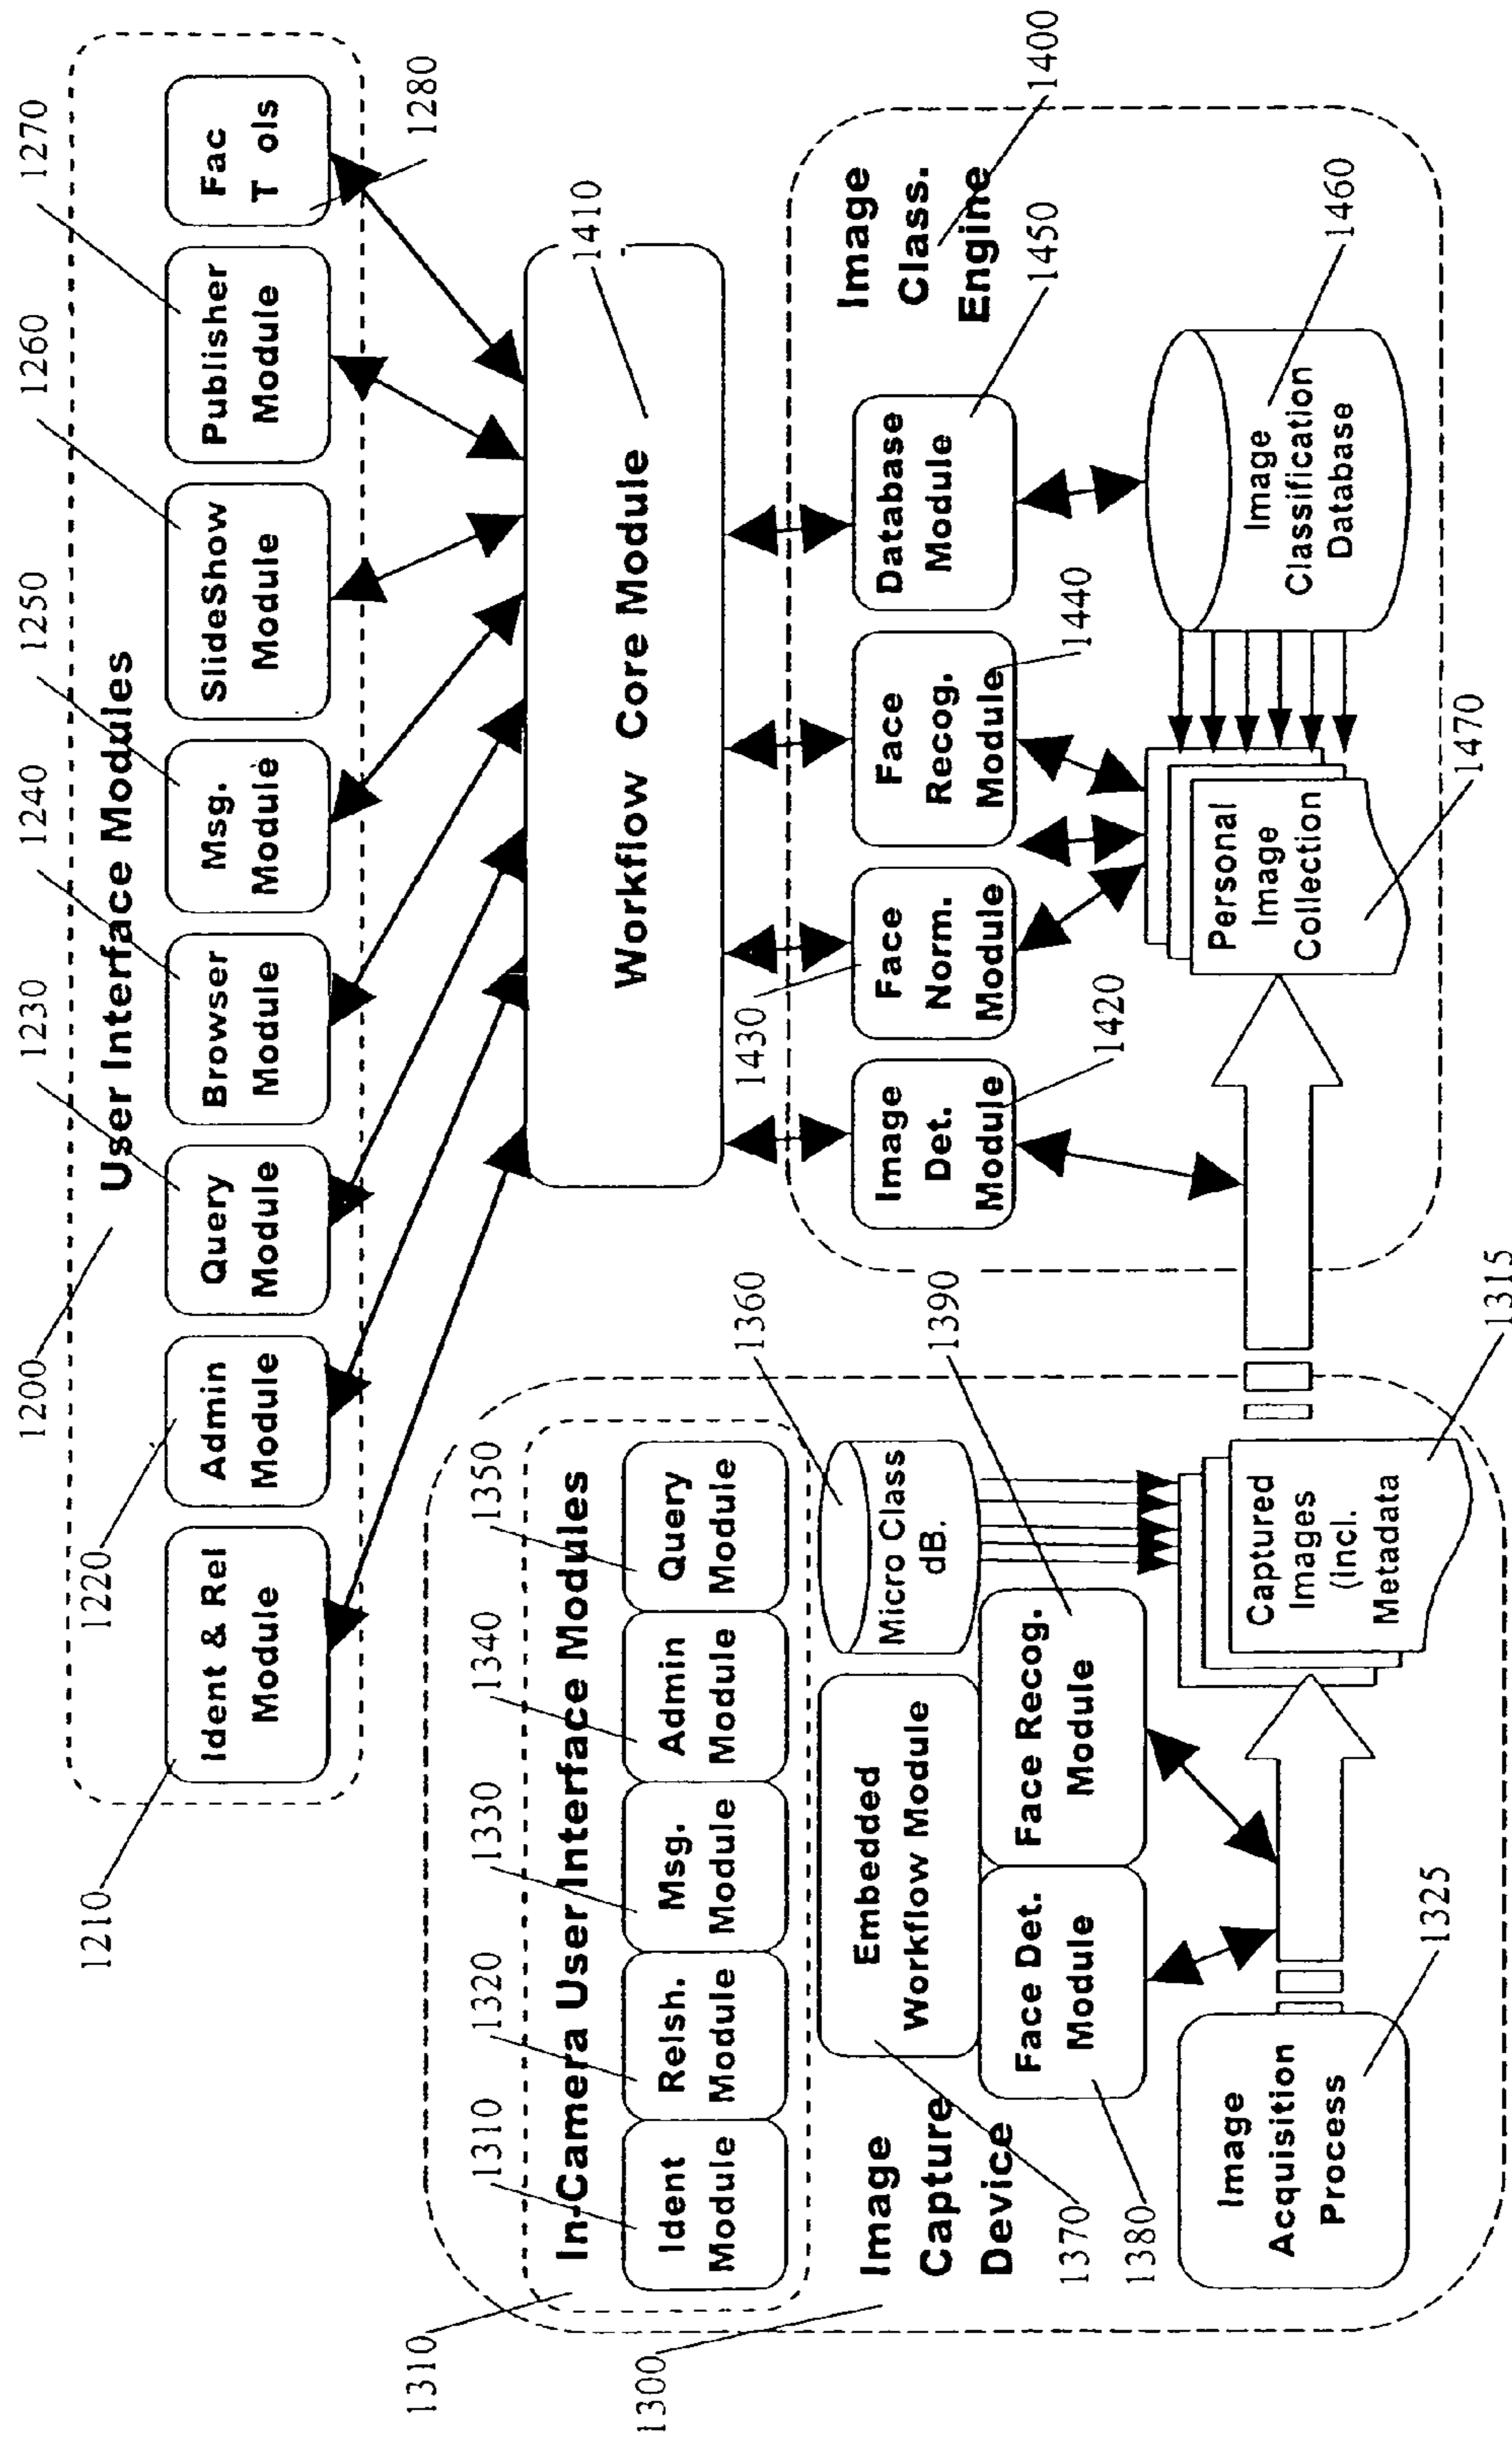 1200
User Interface Modules
1210
1220
1230
1240
1250
1260
1270
1280
Ident & Rel
Module
Admin
Module
Query
Module
Browser
Module
Msg.
Module
SlideShow
Module
Publisher
Module
Fac
T ols
1410
Workflow Core Module
1310
In-Camera User Interface Modules
1310
1320
1330
1340
1350
Ident
Module
Relsh.
Module
Msg.
Module
Admin
Module
Query
Module
1300
Image
Capture
Device
1370
1380
Embedded
Workflow Module
1360
Micro Class
dB.
1390
Face Det.
Module
Face Recog.
Module
Image
Acquisition
Process
1325
Captured
Images
(incl.
Metadata
1315
1400
Image
Class.
Engine
1430
1420
1440
1450
Image
Det.
Module
Face
Norm.
Module
Face
Recog.
Module
Database
Module
Personal
Image
Collection
1470
Image
Classification
Database
1460